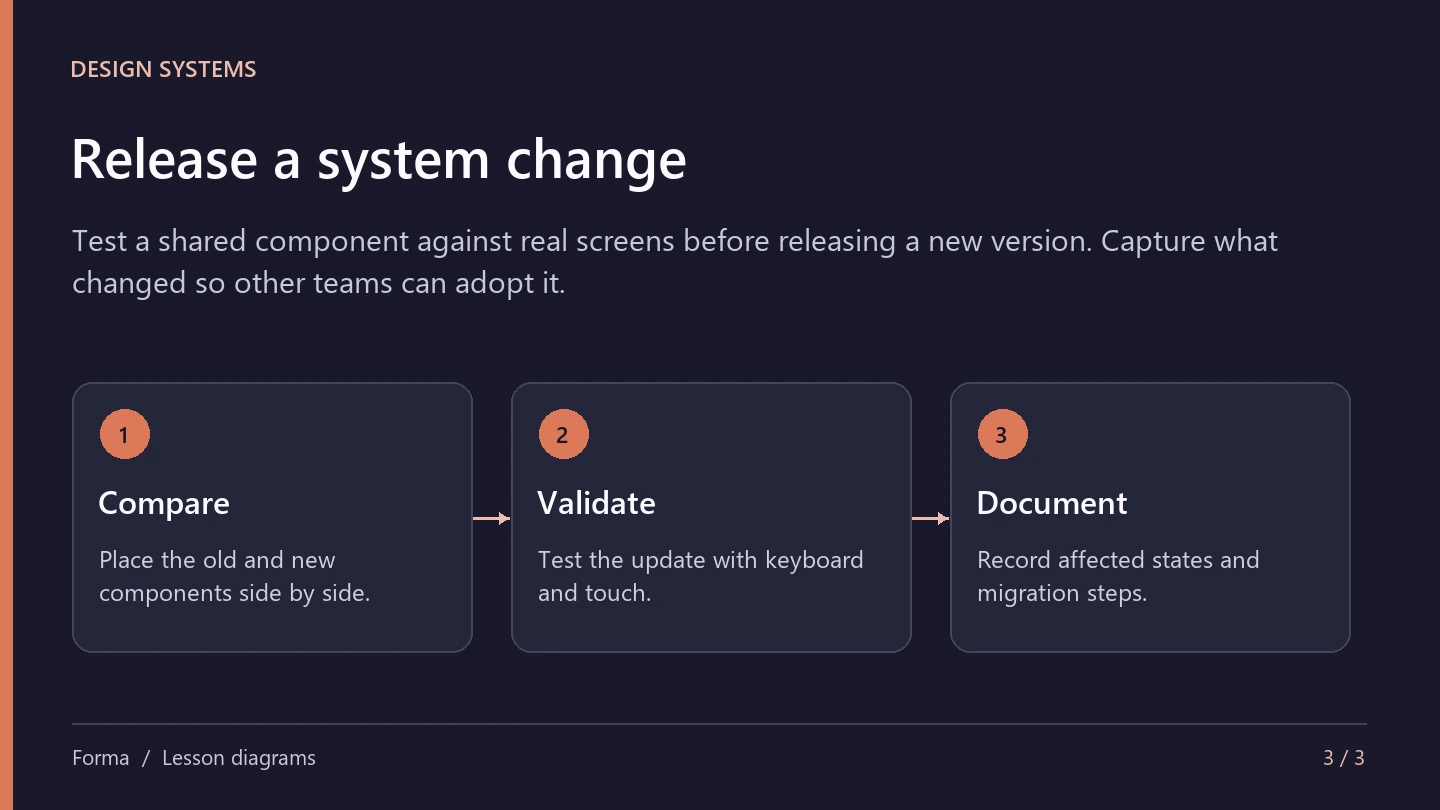 DESIGN SYSTEMS
Release a system change
Test a shared component against real screens before releasing a new version. Capture what
changed so other teams can adopt it.
1
Compare
Place the old and new
components side by side.
2
Validate
Test the update with keyboard
and touch.
3
Document
Record affected states and
migration steps.
Forma / Lesson diagrams
3 / 3